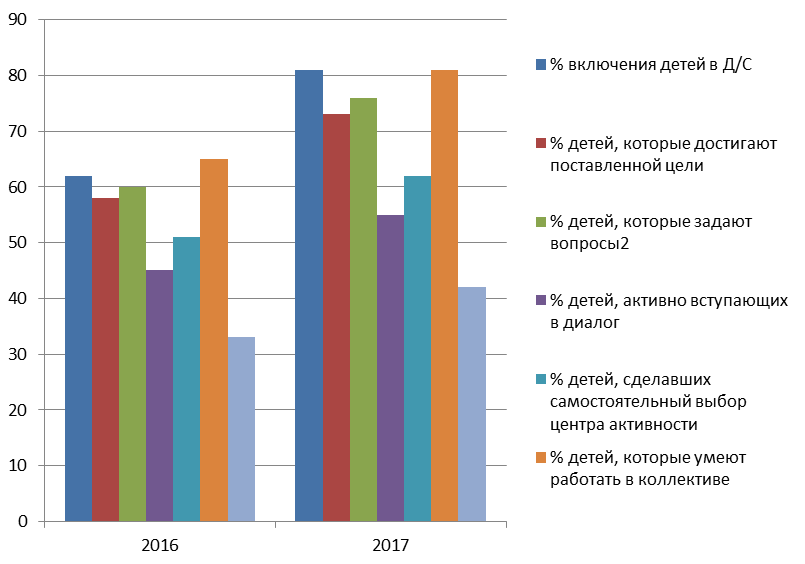 90
80
70
60
50
40
30
20
10
0
2016
2017
% включения детей в Д/С
% детей, которые достигают
поставленной цели
% детей, которые задают
вопросы2
% детей, активно вступающих
в диалог
% детей, сделавших
самостоятельный выбор
центра активности
% детей, которые умеют
работать в коллективе